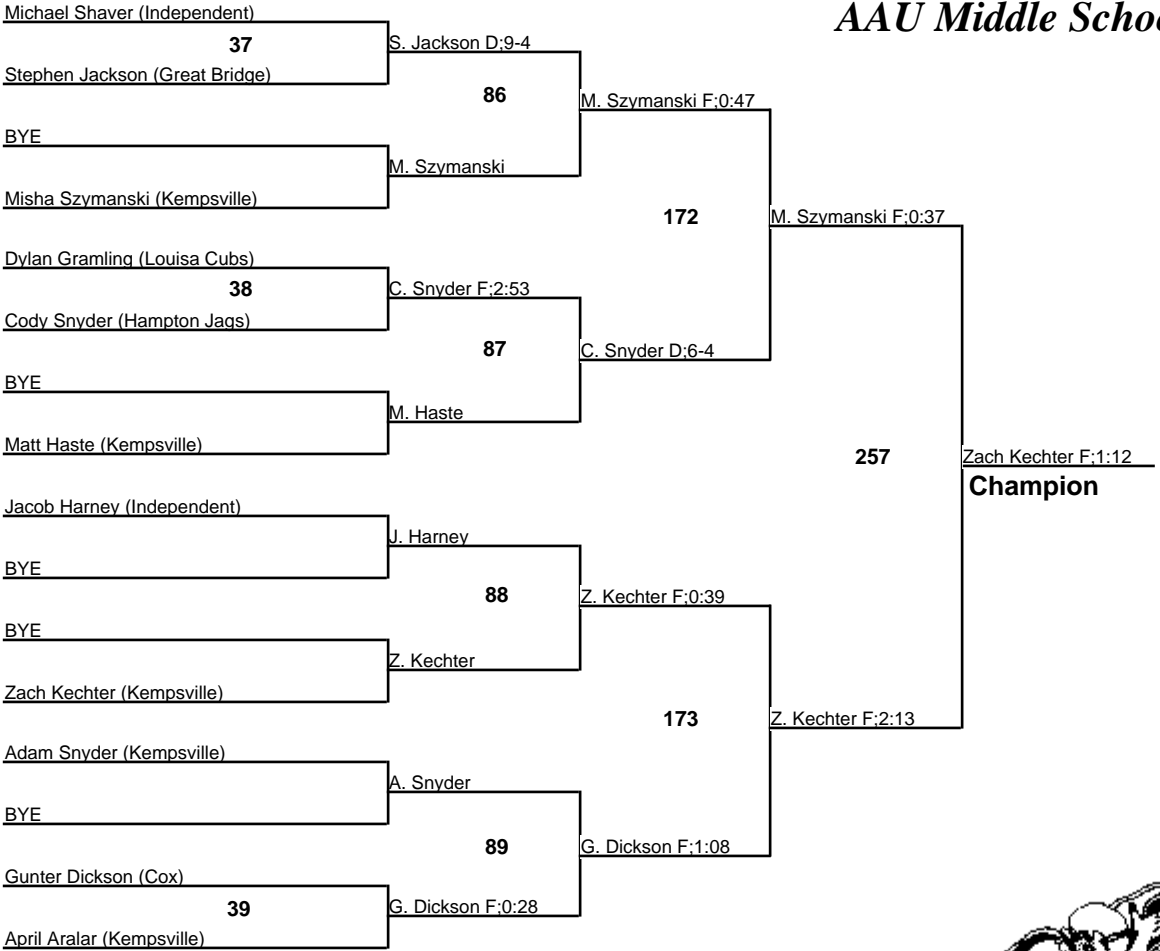 AAU Middle Schoo
Michael Shaver (Independent)
37
S. Jackson D;9-4
Stephen Jackson (Great Bridge)
86
M. Szymanski F;0:47
BYE
M. Szymanski
Misha Szymanski (Kempsville)
172
M. Szymanski F;0:37
Dylan Gramling (Louisa Cubs)
38
C. Snyder F;2:53
Cody Snyder (Hampton Jags)
87
C. Snyder D;6-4
BYE
M. Haste
Matt Haste (Kempsville)
257
Zach Kechter F;1:12
Champion
Jacob Harney (Independent)
J. Harney
BYE
88
Z. Kechter F;0:39
BYE
Z. Kechter
Zach Kechter (Kempsville)
173
Z. Kechter F;2:13
Adam Snyder (Kempsville)
A. Snyder
BYE
89
G. Dickson F;1:08
Gunter Dickson (Cox)
39
G. Dickson F;0:28
April Aralar (Kempsville)